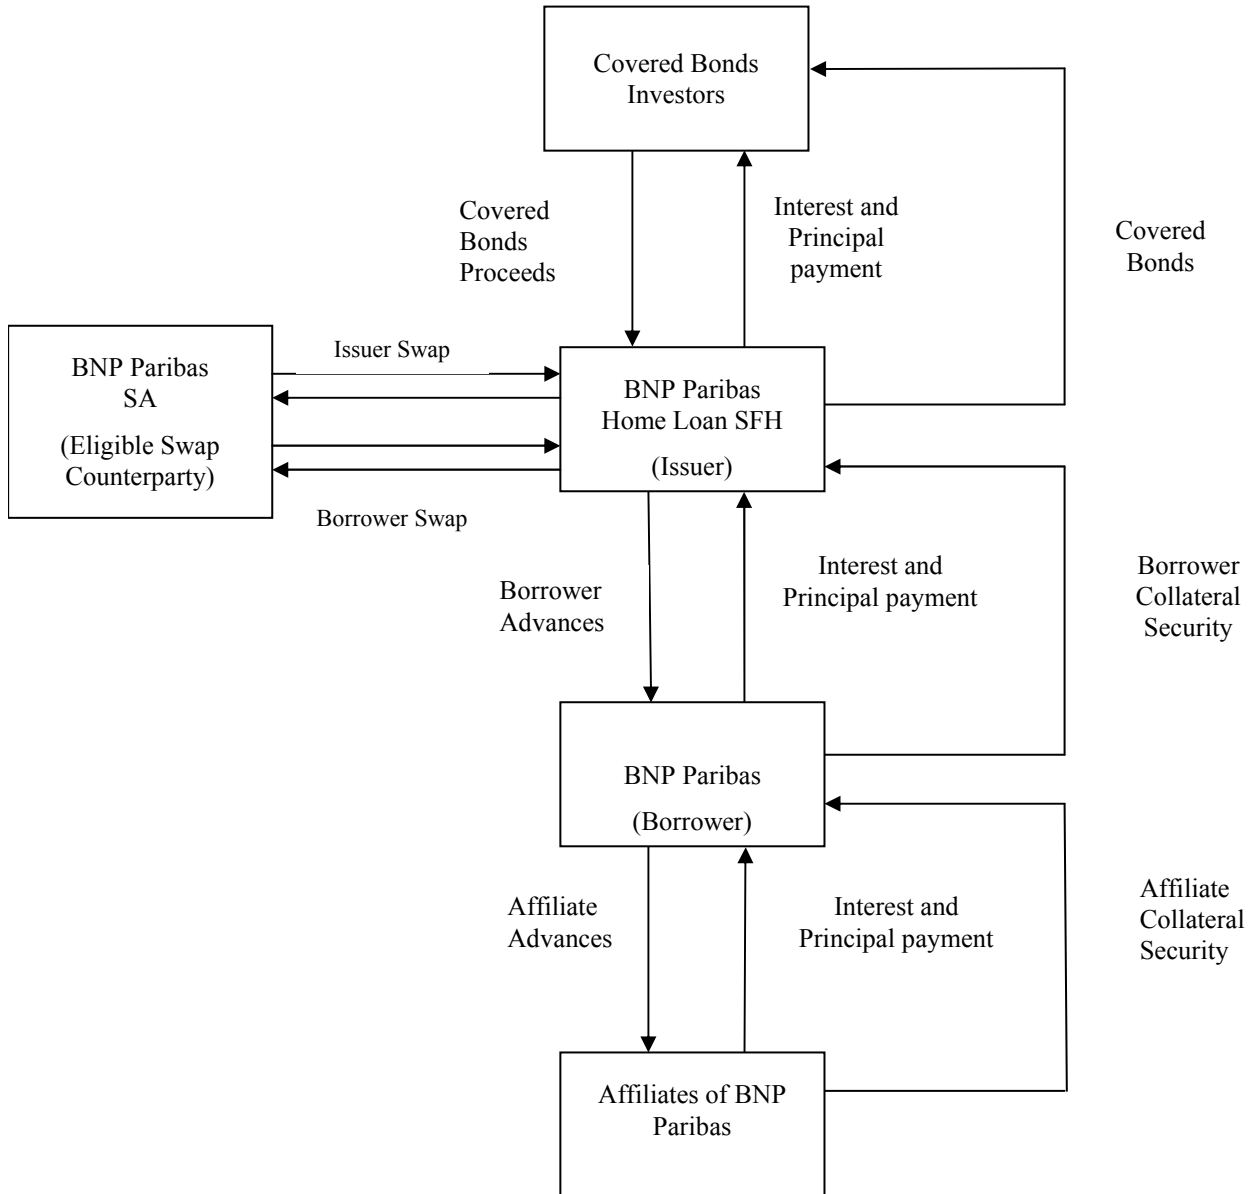 Covered Bonds
Investors
Covered
Bonds
Proceeds
Interest and
Principal
payment
Covered
Bonds
BNP Paribas
SA
(Eligible Swap
Counterparty)
Issuer Swap
BNP Paribas
Home Loan SFH
(Issuer)
Borrower Swap
Borrower
Advances
Interest and
Principal payment
Borrower
Collateral
Security
BNP Paribas
(Borrower)
Affiliate
Advances
Interest and
Principal payment
Affiliate
Collateral
Security
Affiliates of BNP
Paribas